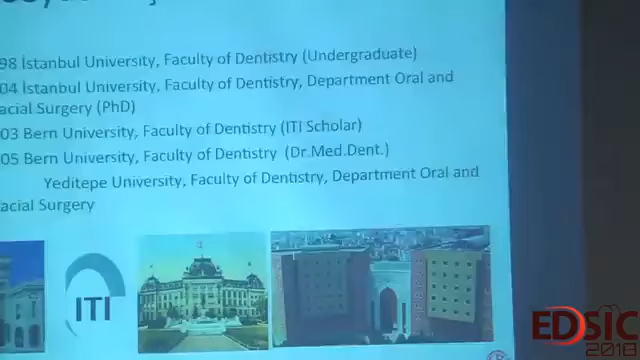 98 İstanbul University, Faculty of Dentistry (Undergraduate)
04 İstanbul University, Faculty of Dentistry, Department Oral and
acial Surgery (PhD)
03 Bern University, Faculty of Dentistry (ITI Scholar)
05 Bern University, Faculty of Dentistry (Dr.Med.Dent.)
Yeditepe University, Faculty of Dentistry, Department Oral and
acial Surgery
ITI
EDSIC
2018